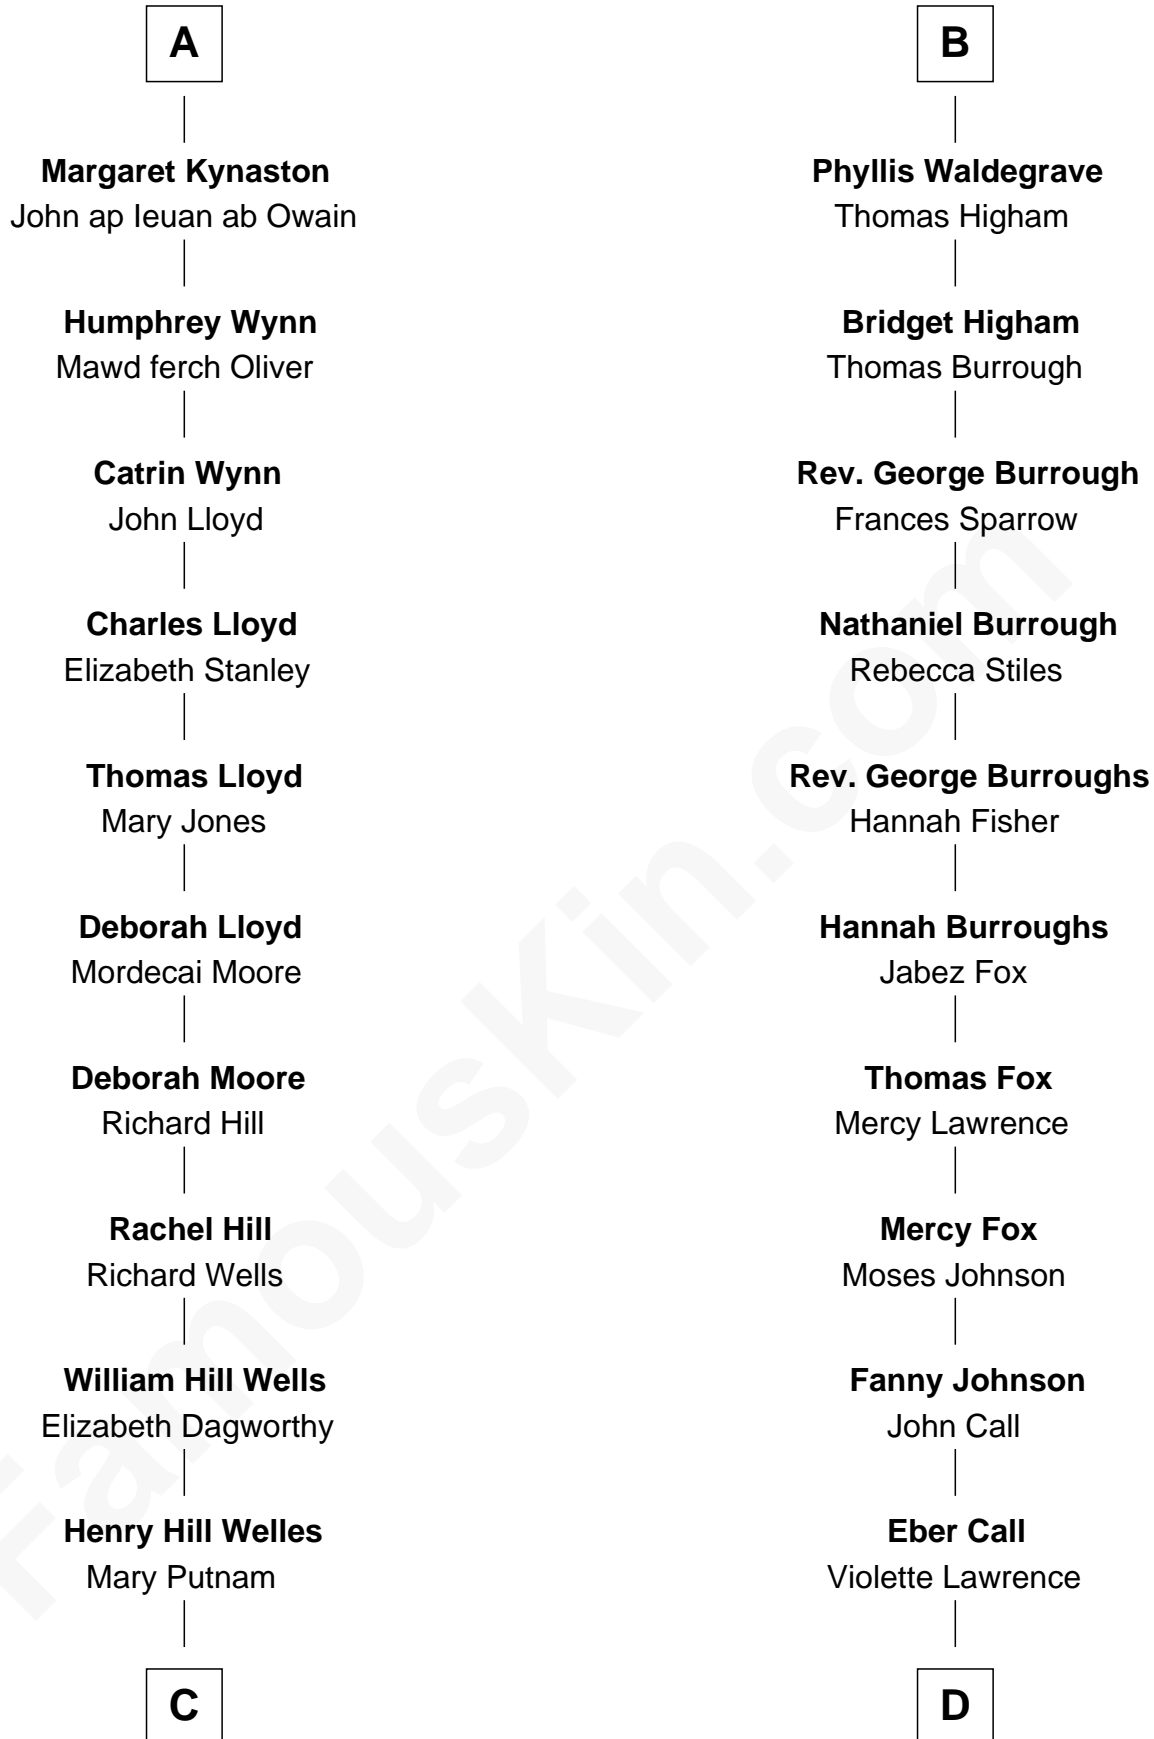 A
Margaret Kynaston
John ap Ieuan ab Owain
Humphrey Wynn
Mawd ferch Oliver
Catrin Wynn
John Lloyd
Charles Lloyd
Elizabeth Stanley
Thomas Lloyd
Mary Jones
Deborah Lloyd
Mordecai Moore
Deborah Moore
Richard Hill
Rachel Hill
Richard Wells
William Hill Wells
Elizabeth Dagworthy
Henry Hill Welles
Mary Putnam
C
B
Phyllis Waldegrave
Thomas Higham
Bridget Higham
Thomas Burrough
Rev. George Burrough
Frances Sparrow
Nathaniel Burrough
Rebecca Stiles
Rev. George Burroughs
Hannah Fisher
Hannah Burroughs
Jabez Fox
Thomas Fox
Mercy Lawrence
Mercy Fox
Moses Johnson
Fanny Johnson
John Call
Eber Call
Violette Lawrence
D
FamousKin.com